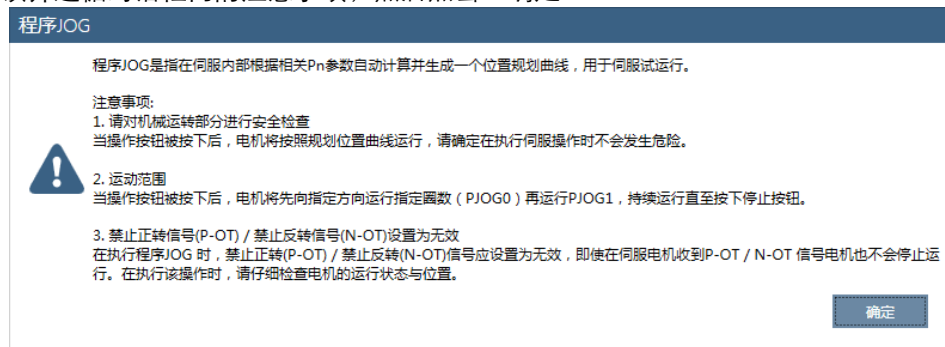 程序JOG
程序JOG是指在伺服内部根据相关Pn参数自动计算并生成一个位置规划曲线，用于伺服试运行。
注意事项:
1. 请对机械运转部分进行安全检查
当操作按钮被按下后，电机将按照规划位置曲线运行，请确定在执行伺服操作时不会发生危险。
2. 运动范围
当操作按钮被按下后，电机将先向指定方向运行指定圈数（PJOG0）再运行PJOG1，持续运行直至按下停止按钮。
3. 禁止正转信号(P-OT) / 禁止反转信号(N-OT)设置为无效
在执行程序JOG 时，禁止正转(P-OT) / 禁止反转(N-OT)信号应设置为无效，即使在伺服电机收到P-OT / N-OT 信号电机也不会停止运
行。在执行该操作时，请仔细检查电机的运行状态与位置。
确定